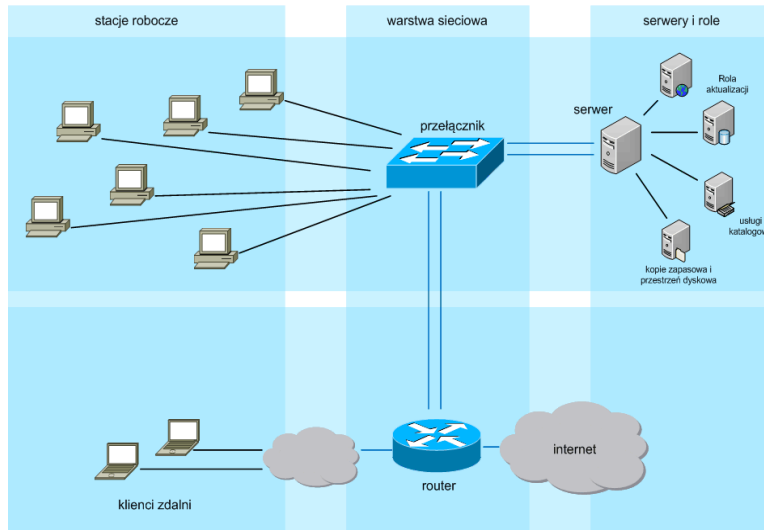 stacje robocze
warstwa sieciowa
serwery i role
Rola
aktualizacji
serwer
przełącznik
usługi
katalogow
kopie zapasowa i
przestrzeń dyskowa
internet
router
klienci zdalni